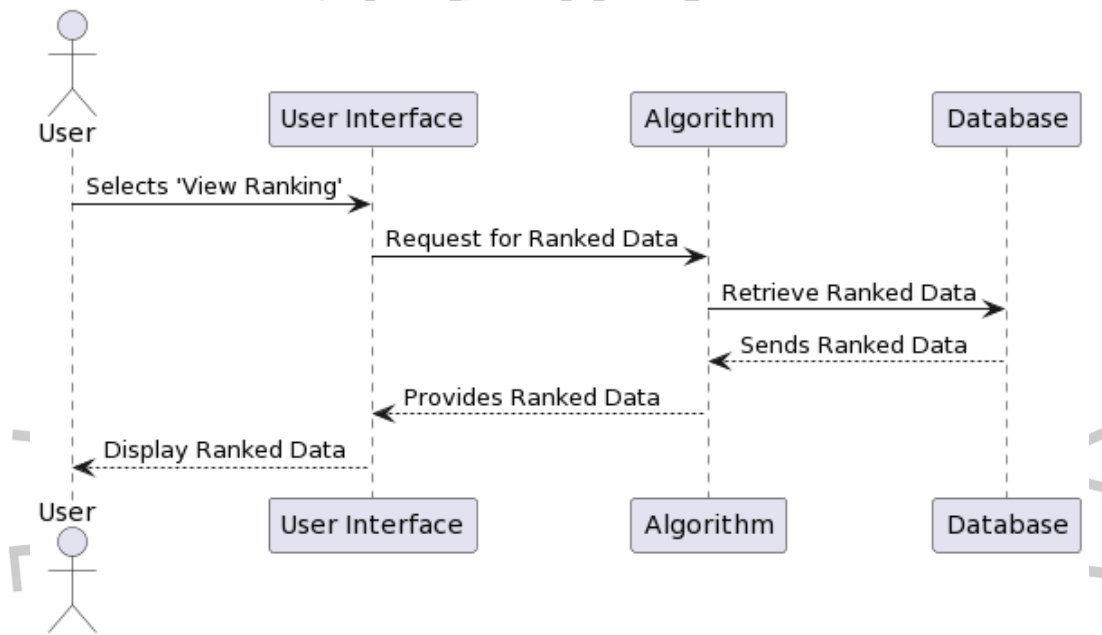 User
User Interface
Algorithm
Database
Selects 'View Ranking'
Request for Ranked Data
Retrieve Ranked Data
Sends Ranked Data
Provides Ranked Data
Display Ranked Data
User
User Interface
Algorithm
Database